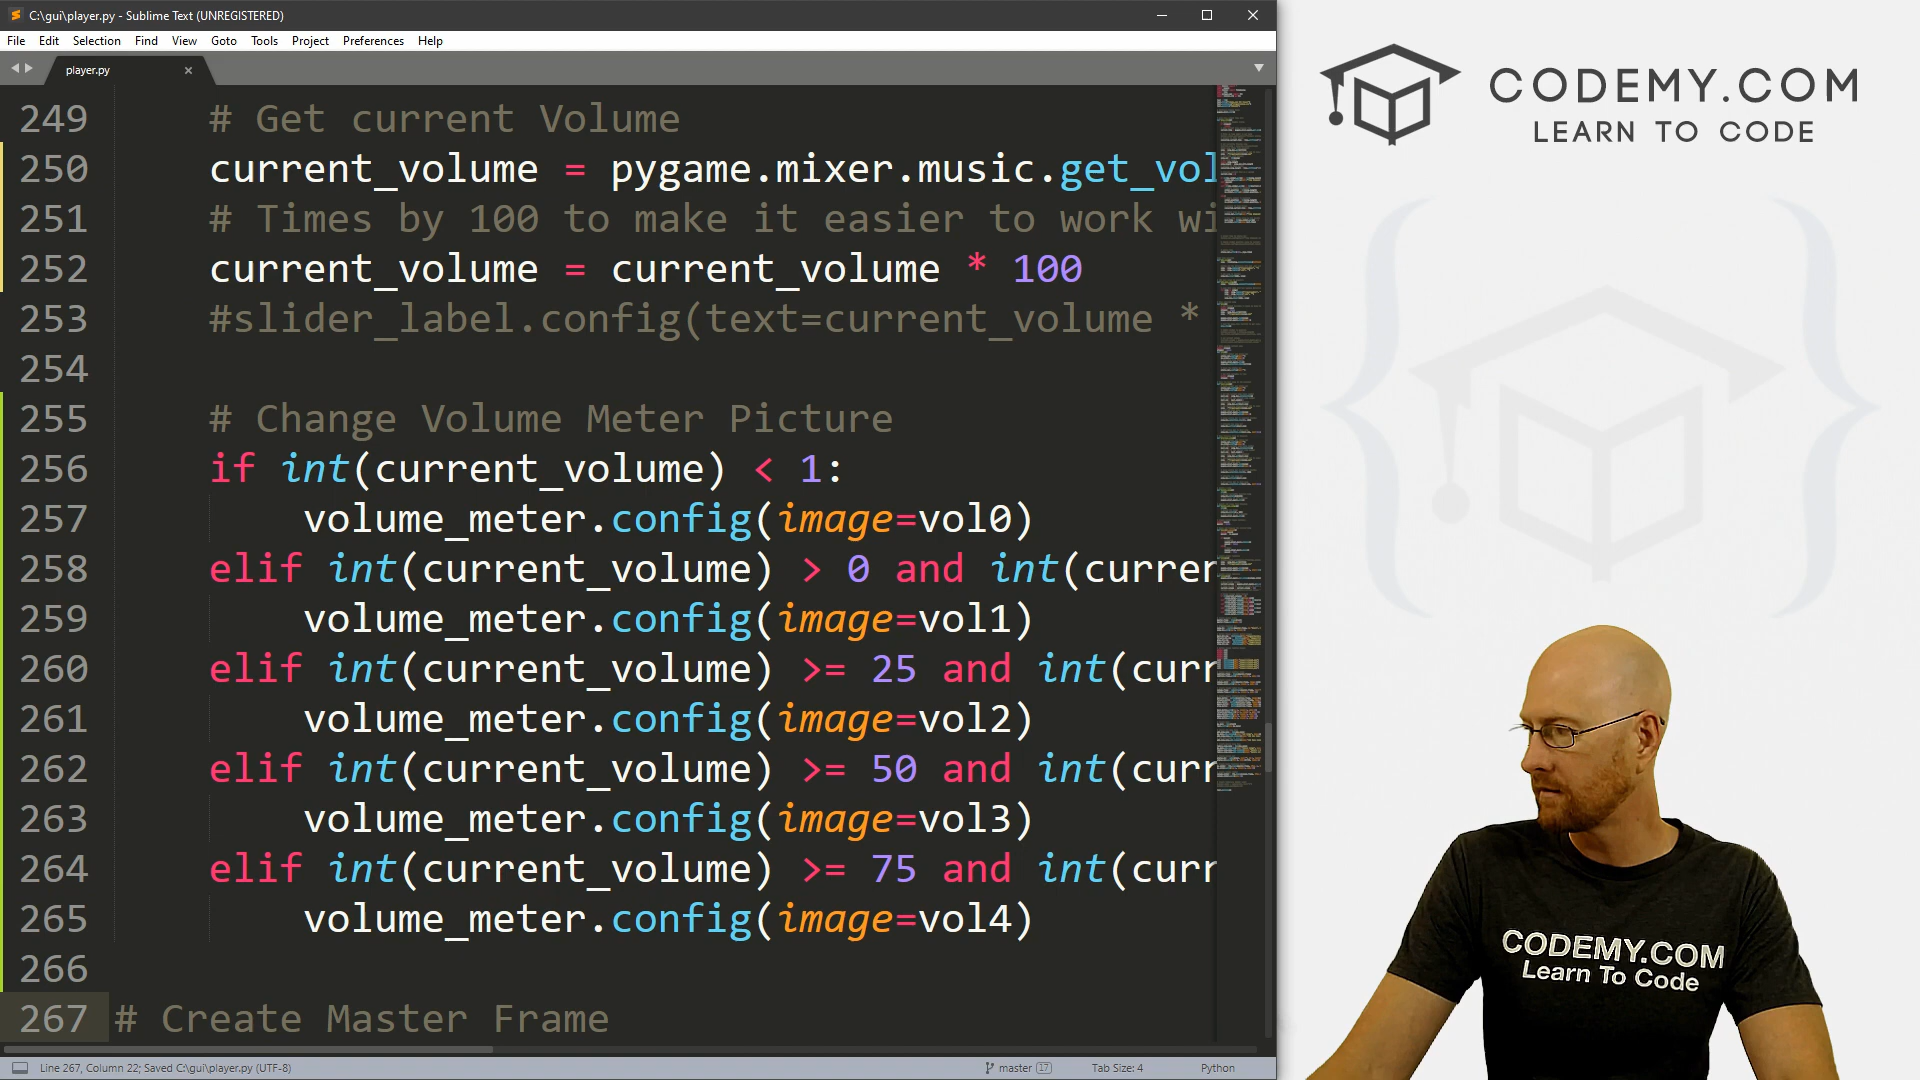 C:\gui\player.py - Sublime Text (UNREGISTERED)
File Edit Selection Find View Goto Tools Project Preferences Help
player.py
249 # Get current Volume
250 current_volume = pygame.mixer.music.get_vol
251 # Times by 100 to make it easier to work wi
252 current_volume = current_volume * 100
253 #slider_label.config(text=current_volume *
254
255 # Change Volume Meter Picture
256 if int(current_volume) < 1:
257 volume_meter.config(image=vol0)
258 elif int(current_volume) > 0 and int(curren
259 volume_meter.config(image=vol1)
260 elif int(current_volume) >= 25 and int(curr
261 volume_meter.config(image=vol2)
262 elif int(current_volume) >= 50 and int(curr
263 volume_meter.config(image=vol3)
264 elif int(current_volume) >= 75 and int(curr
265 volume_meter.config(image=vol4)
266
267 # Create Master Frame
Line 267, Column 22; Saved C:\gui\player.py (UTF-8)
master 17
Tab Size: 4
Python
CODEMY.COM
LEARN TO CODE
CODEMY.COM
Learn To Code